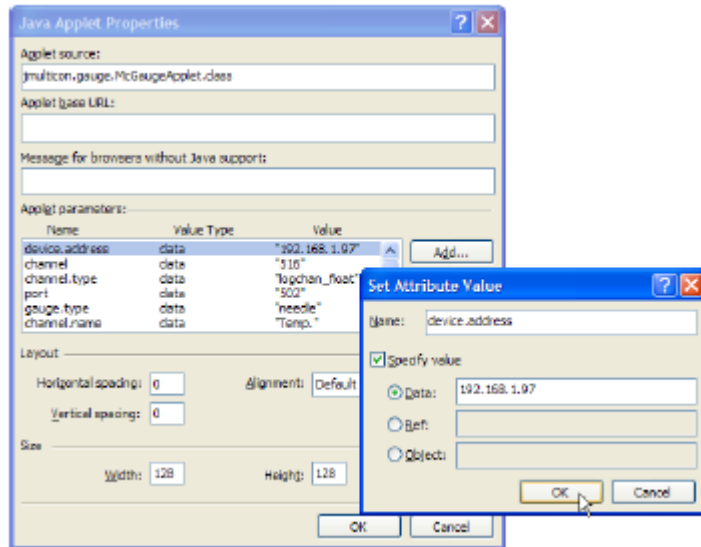 Java Applet Properties
Applet source:
jmulticon.gauge.McGaugeApplet.class
Applet base URL:
Message for browsers without Java support:
Applet parameters:
Name Value Type Value
device.address data "192.168.1.97"
channel data "516"
channel.type data "logchan_float"
port data "502"
gauge.type data "needle"
channel.name data "Temp."
Add...
Layout
Horizontal spacing: 0 Alignment: Default
Vertical spacing: 0
Size
Width: 128 Height: 128
OK Cancel
Set Attribute Value
Name: device.address
Specify value
Data: 192.168.1.97
Ref:
Object:
OK Cancel